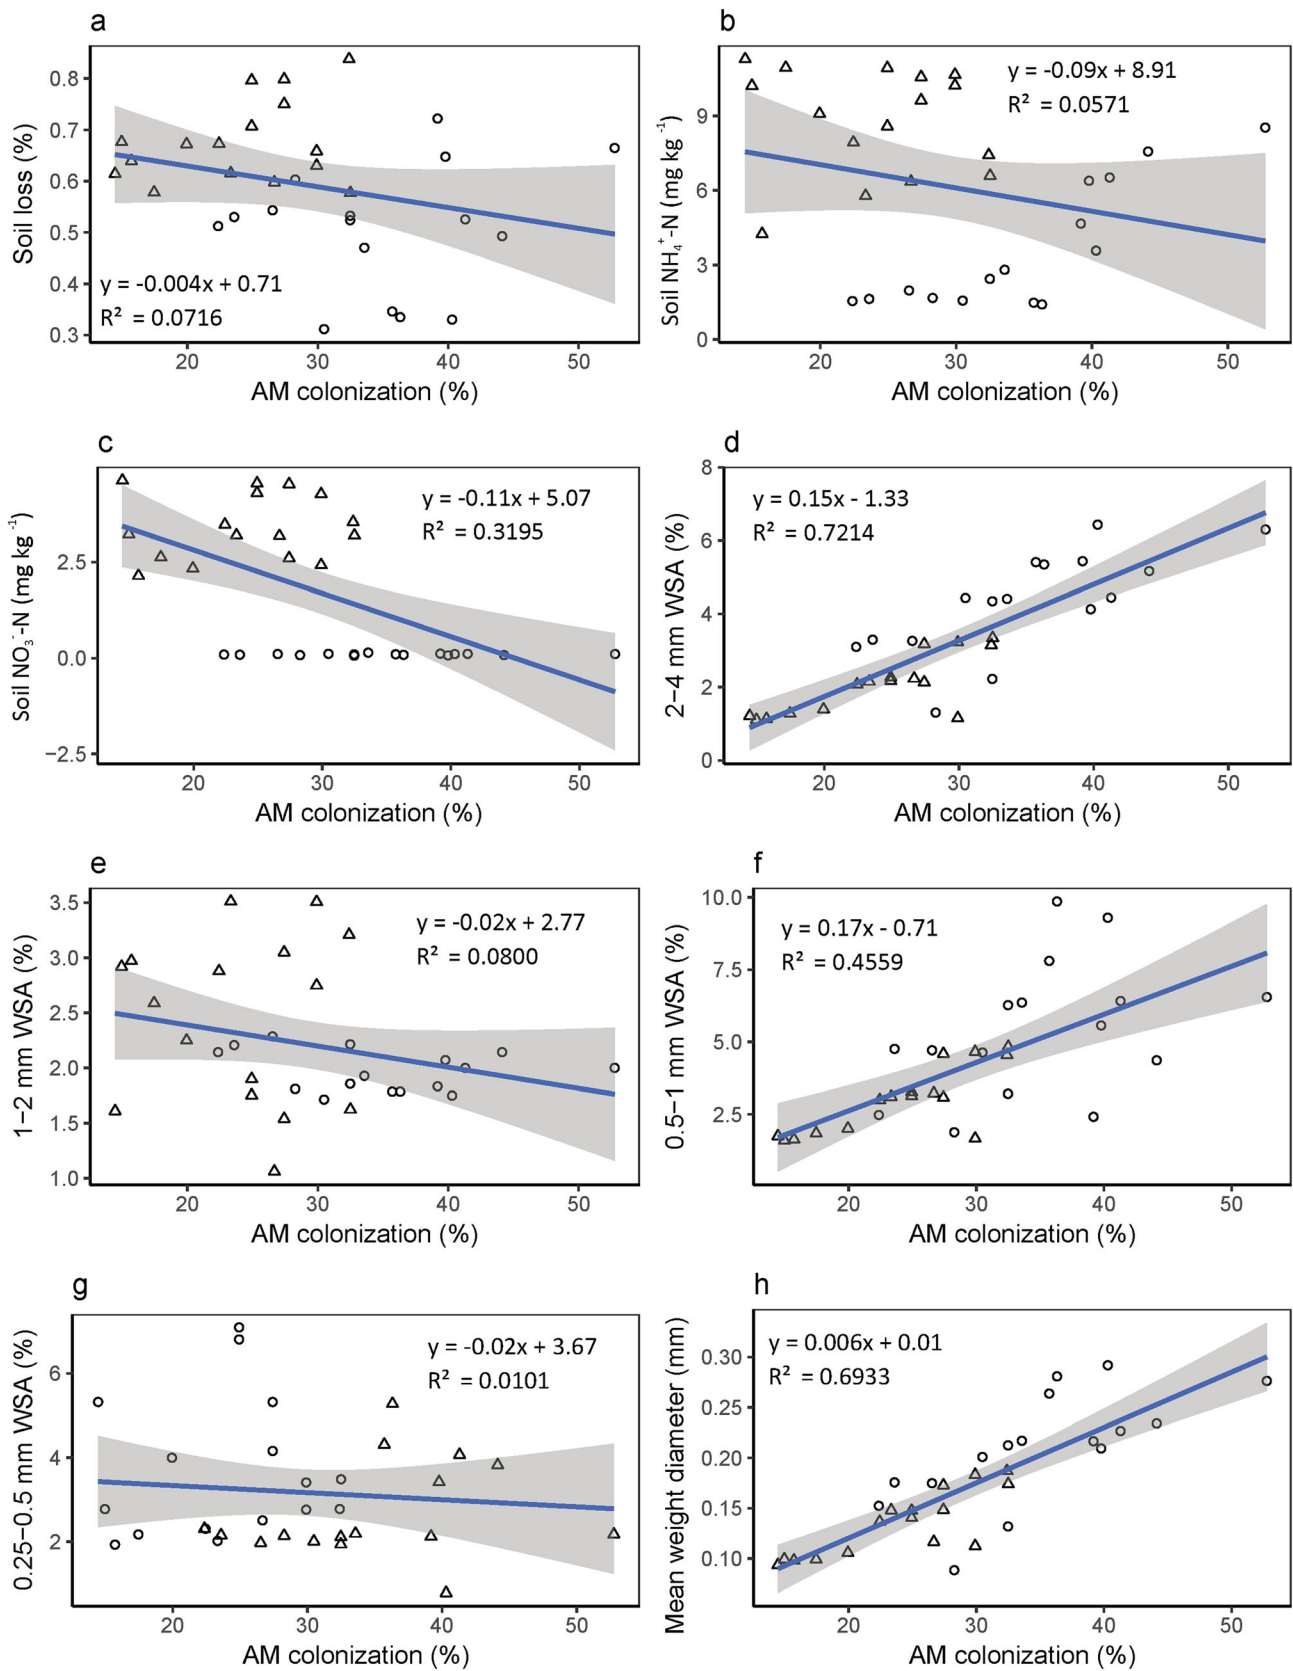 a
0.8
0.7
0.6
0.5
0.4
0.3
Soil loss (%)
y = -0.004x + 0.71
R² = 0.0716
20 30 40 50
AM colonization (%)
b
9
6
3
0
Soil NH₄⁺-N (mg kg⁻¹)
y = -0.09x + 8.91
R² = 0.0571
20 30 40 50
AM colonization (%)
c
2.5
0.0
−2.5
Soil NO₃⁻-N (mg kg⁻¹)
y = -0.11x + 5.07
R² = 0.3195
20 30 40 50
AM colonization (%)
d
8
6
4
2
0
2−4 mm WSA (%)
y = 0.15x - 1.33
R² = 0.7214
20 30 40 50
AM colonization (%)
e
3.5
3.0
2.5
2.0
1.5
1.0
1−2 mm WSA (%)
y = -0.02x + 2.77
R² = 0.0800
20 30 40 50
AM colonization (%)
f
10.0
7.5
5.0
2.5
0.5−1 mm WSA (%)
y = 0.17x - 0.71
R² = 0.4559
20 30 40 50
AM colonization (%)
g
6
4
2
0.25−0.5 mm WSA (%)
y = -0.02x + 3.67
R² = 0.0101
20 30 40 50
AM colonization (%)
h
0.30
0.25
0.20
0.15
0.10
Mean weight diameter (mm)
y = 0.006x + 0.01
R² = 0.6933
20 30 40 50
AM colonization (%)